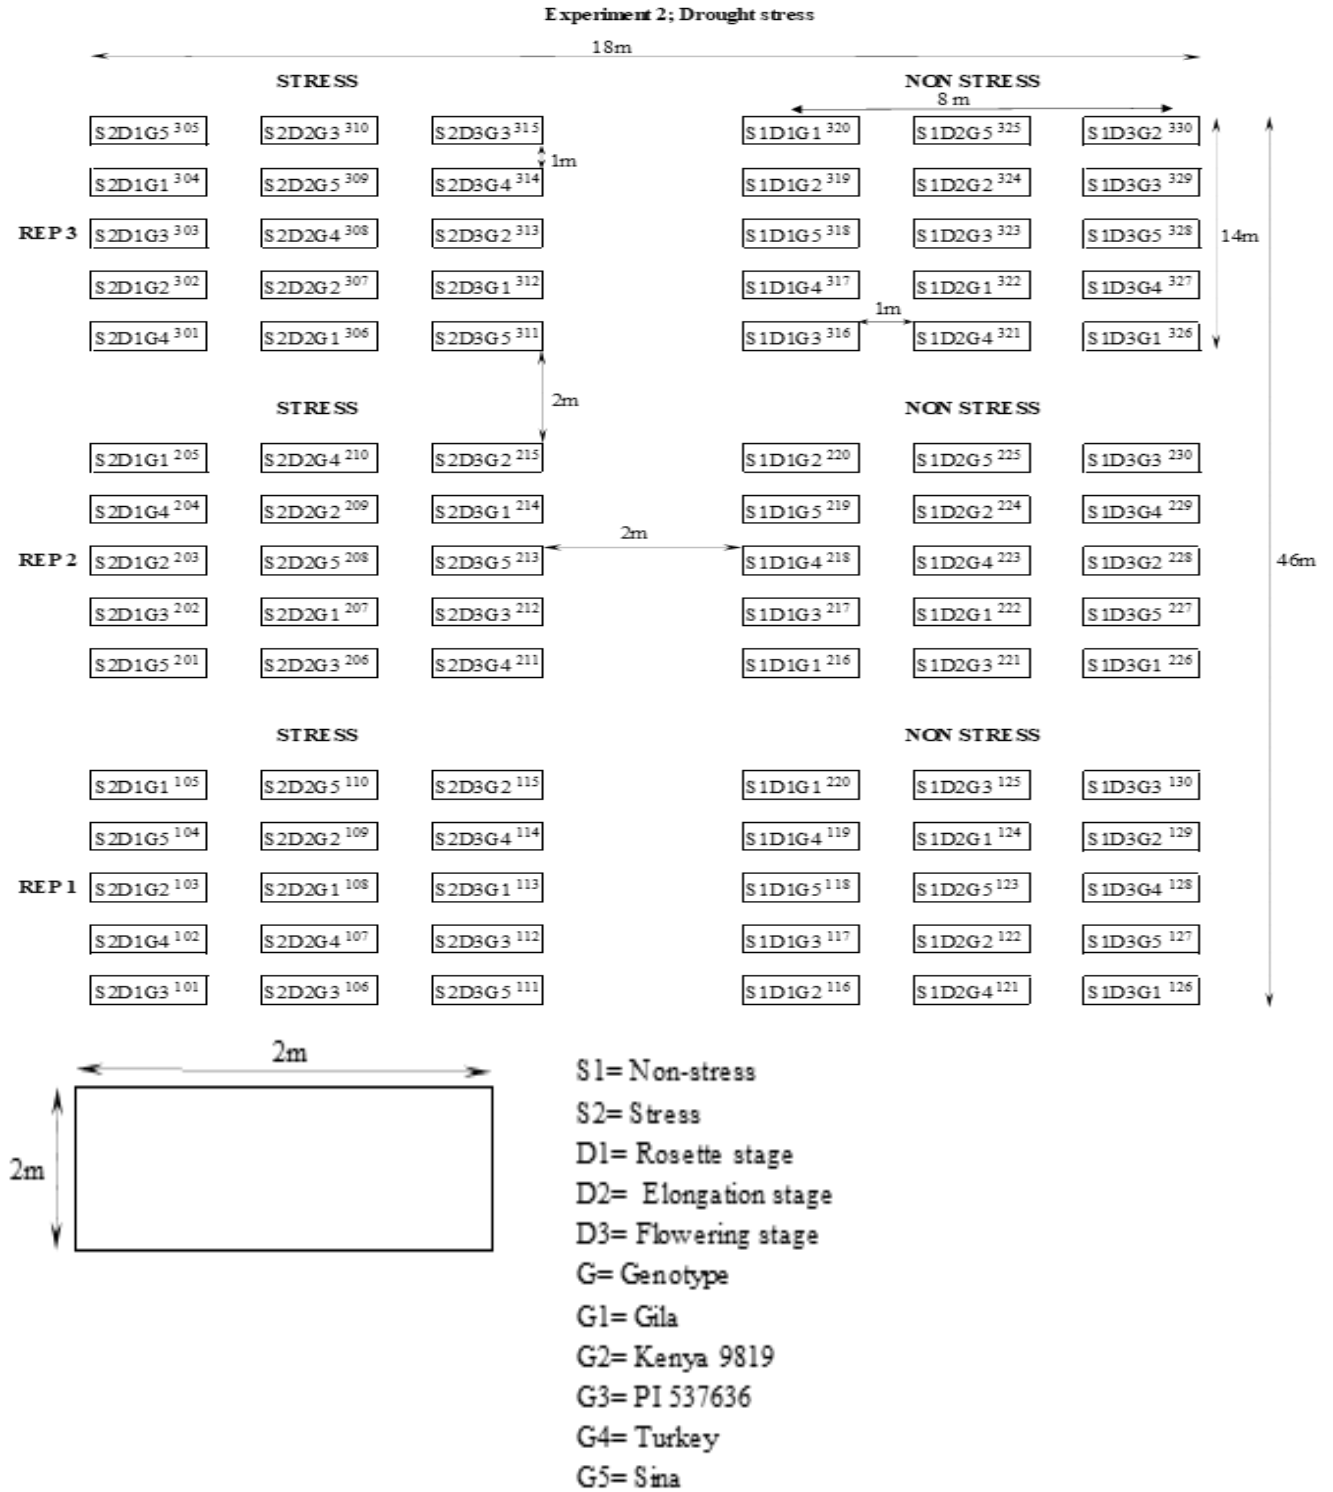 Experiment 2; Drought stress
18m
STRESS NON STRESS
8 m
S2D1G5 305 S2D2G3 310 S2D3G3 315 S1D1G1 320 S1D2G5 325 S1D3G2 330
1m
S2D1G1 304 S2D2G5 309 S2D3G4 314 S1D1G2 319 S1D2G2 324 S1D3G3 329
REP 3 S2D1G3 303 S2D2G4 308 S2D3G2 313 S1D1G5 318 S1D2G3 323 S1D3G5 328 14m
S2D1G2 302 S2D2G2 307 S2D3G1 312 S1D1G4 317 S1D2G1 322 S1D3G4 327
1m
S2D1G4 301 S2D2G1 306 S2D3G5 311 S1D1G3 316 S1D2G4 321 S1D3G1 326
2m
STRESS NON STRESS
S2D1G1 205 S2D2G4 210 S2D3G2 215 S1D1G2 220 S1D2G5 225 S1D3G3 230
S2D1G4 204 S2D2G2 209 S2D3G1 214 S1D1G5 219 S1D2G2 224 S1D3G4 229
2m
REP 2 S2D1G2 203 S2D2G5 208 S2D3G5 213 S1D1G4 218 S1D2G4 223 S1D3G2 228 46m
S2D1G3 202 S2D2G1 207 S2D3G3 212 S1D1G3 217 S1D2G1 222 S1D3G5 227
S2D1G5 201 S2D2G3 206 S2D3G4 211 S1D1G1 216 S1D2G3 221 S1D3G1 226
STRESS NON STRESS
S2D1G1 105 S2D2G5 110 S2D3G2 115 S1D1G1 220 S1D2G3 125 S1D3G3 130
S2D1G5 104 S2D2G2 109 S2D3G4 114 S1D1G4 119 S1D2G1 124 S1D3G2 129
REP 1 S2D1G2 103 S2D2G1 108 S2D3G1 113 S1D1G5 118 S1D2G5 123 S1D3G4 128
S2D1G4 102 S2D2G4 107 S2D3G3 112 S1D1G3 117 S1D2G2 122 S1D3G5 127
S2D1G3 101 S2D2G3 106 S2D3G5 111 S1D1G2 116 S1D2G4 121 S1D3G1 126
2m
2m
S1= Non-stress
S2= Stress
D1= Rosette stage
D2= Elongation stage
D3= Flowering stage
G= Genotype
G1= Gila
G2= Kenya 9819
G3= PI 537636
G4= Turkey
G5= Sina